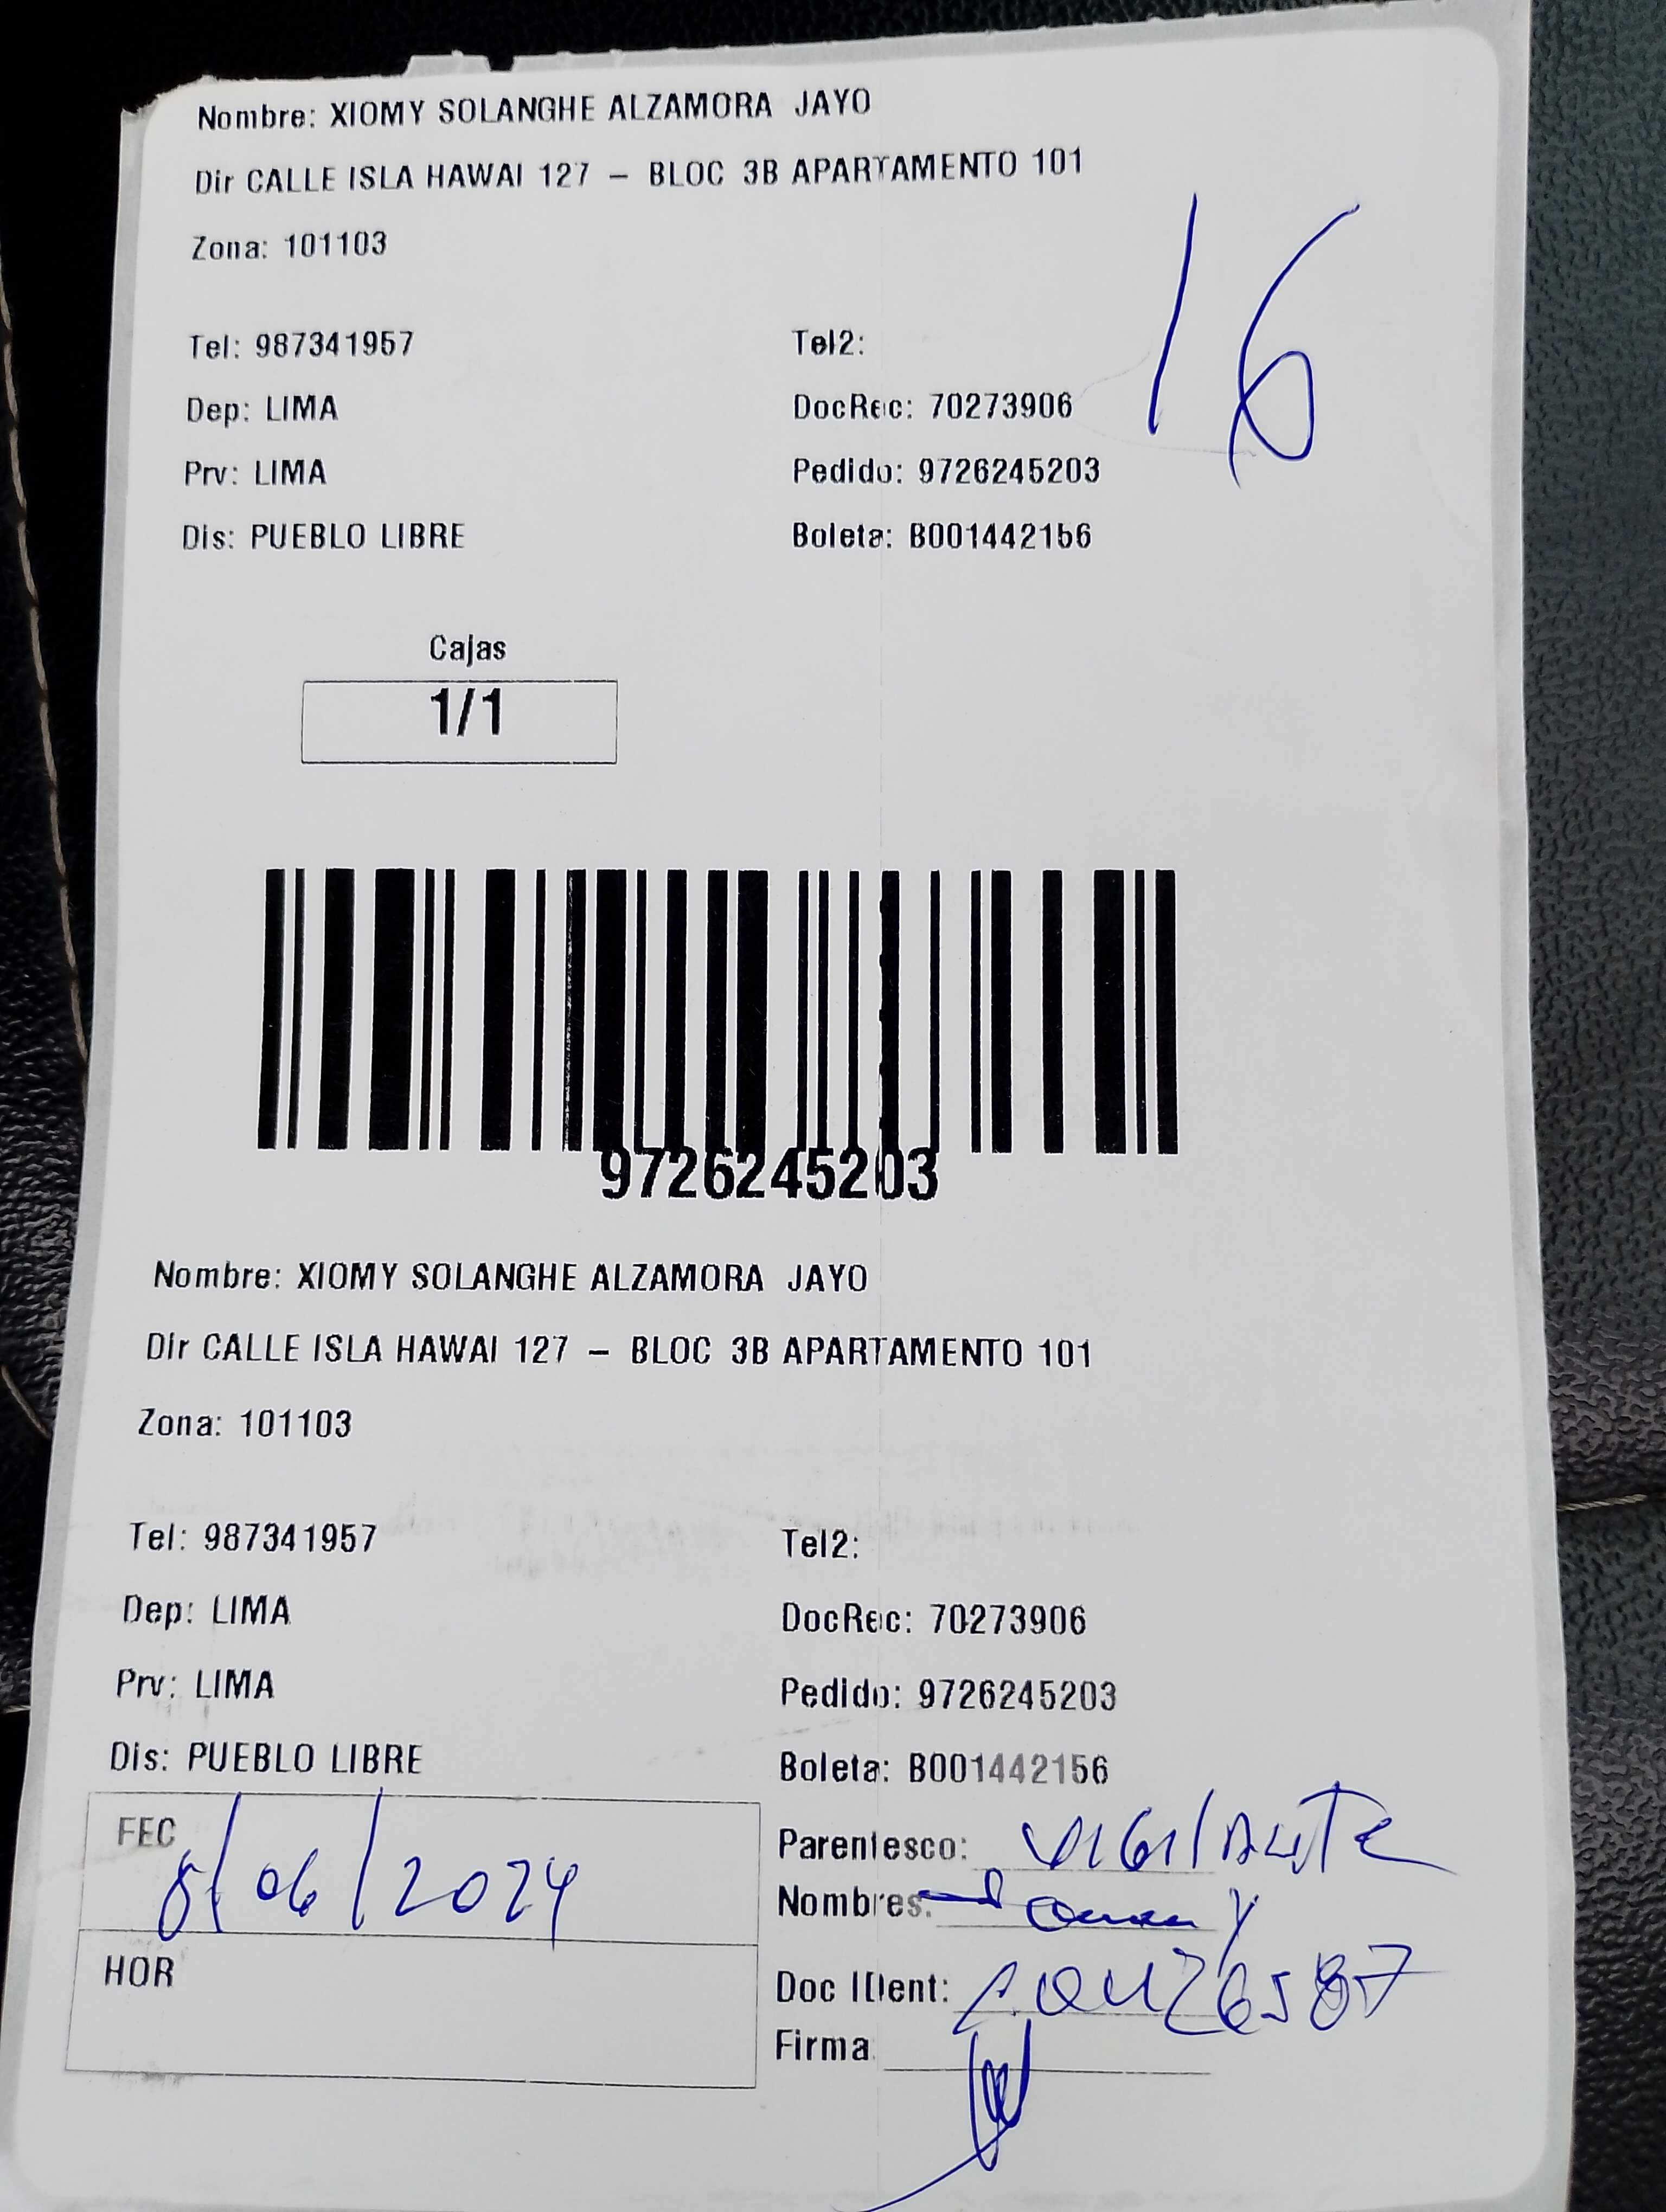 Nombre: XIOMY SOLANGHE ALZAMORA JAYO
Dir CALLE ISLA HAWAI 127 – BLOC 3B APARTAMENTO 101
Zona: 101103
16
Tel: 987341957 Tel2:
Dep: LIMA DocRec: 70273906
Prv: LIMA Pedido: 9726245203
Dis: PUEBLO LIBRE Boleta: B001442156
Cajas
1/1
9726245203
Nombre: XIOMY SOLANGHE ALZAMORA JAYO
Dir CALLE ISLA HAWAI 127 – BLOC 3B APARTAMENTO 101
Zona: 101103
Tel: 987341957 Tel2:
Dep: LIMA DocRec: 70273906
Prv: LIMA Pedido: 9726245203
Dis: PUEBLO LIBRE Boleta: B001442156
FEC 8/06/2024 Parentesco: VIGILANTE
Nombres:
HOR Doc IDent:
Firma